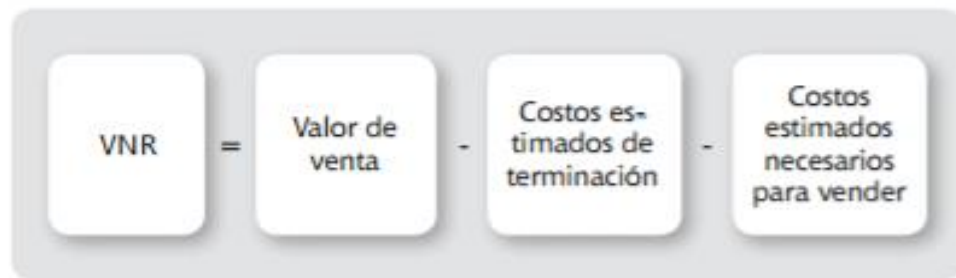 VNR
=
Valor de
venta
-
Costos es-
timados de
terminación
-
Costos
estimados
necesarios
para vender